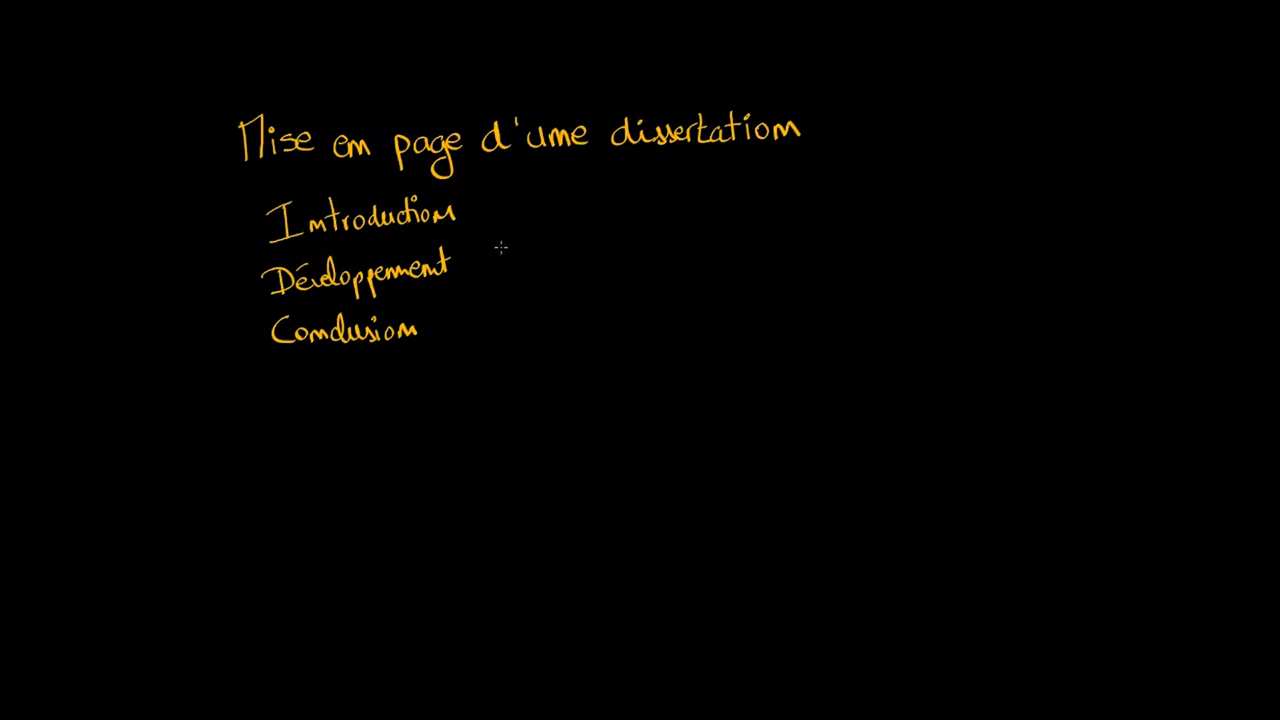 Mise en page d'une dissertation
Introduction
Développement
Conclusion